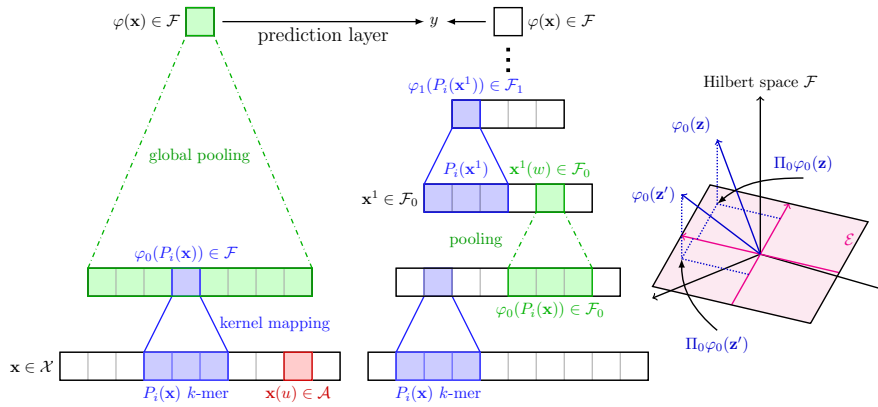 φ(𝐱) ∈ ℱ
prediction layer
y
φ(𝐱) ∈ ℱ
global pooling
φ₀(Pᵢ(𝐱)) ∈ ℱ
kernel mapping
𝐱 ∈ 𝒳
Pᵢ(𝐱) k-mer
𝐱(u) ∈ 𝒜
φ₁(Pᵢ(𝐱¹)) ∈ ℱ₁
Pᵢ(𝐱¹)
𝐱¹(w) ∈ ℱ₀
𝐱¹ ∈ ℱ₀
pooling
φ₀(Pᵢ(𝐱)) ∈ ℱ₀
Pᵢ(𝐱) k-mer
Hilbert space ℱ
φ₀(𝐳)
Π₀φ₀(𝐳)
φ₀(𝐳′)
ℰ
Π₀φ₀(𝐳′)